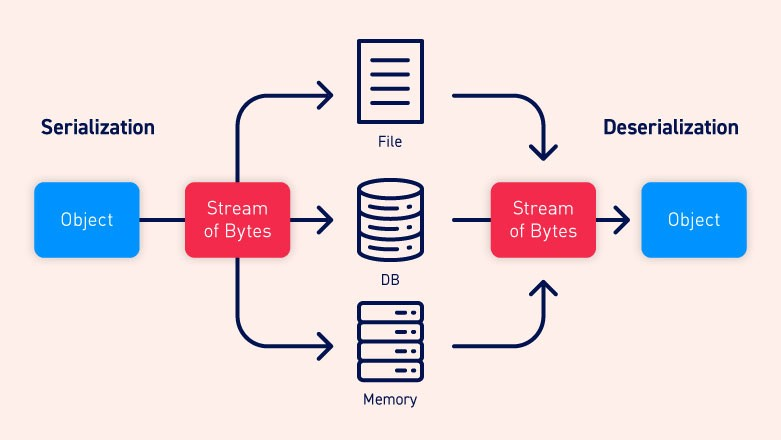 Serialization
Object
Stream
of Bytes
File
DB
Memory
Deserialization
Stream
of Bytes
Object